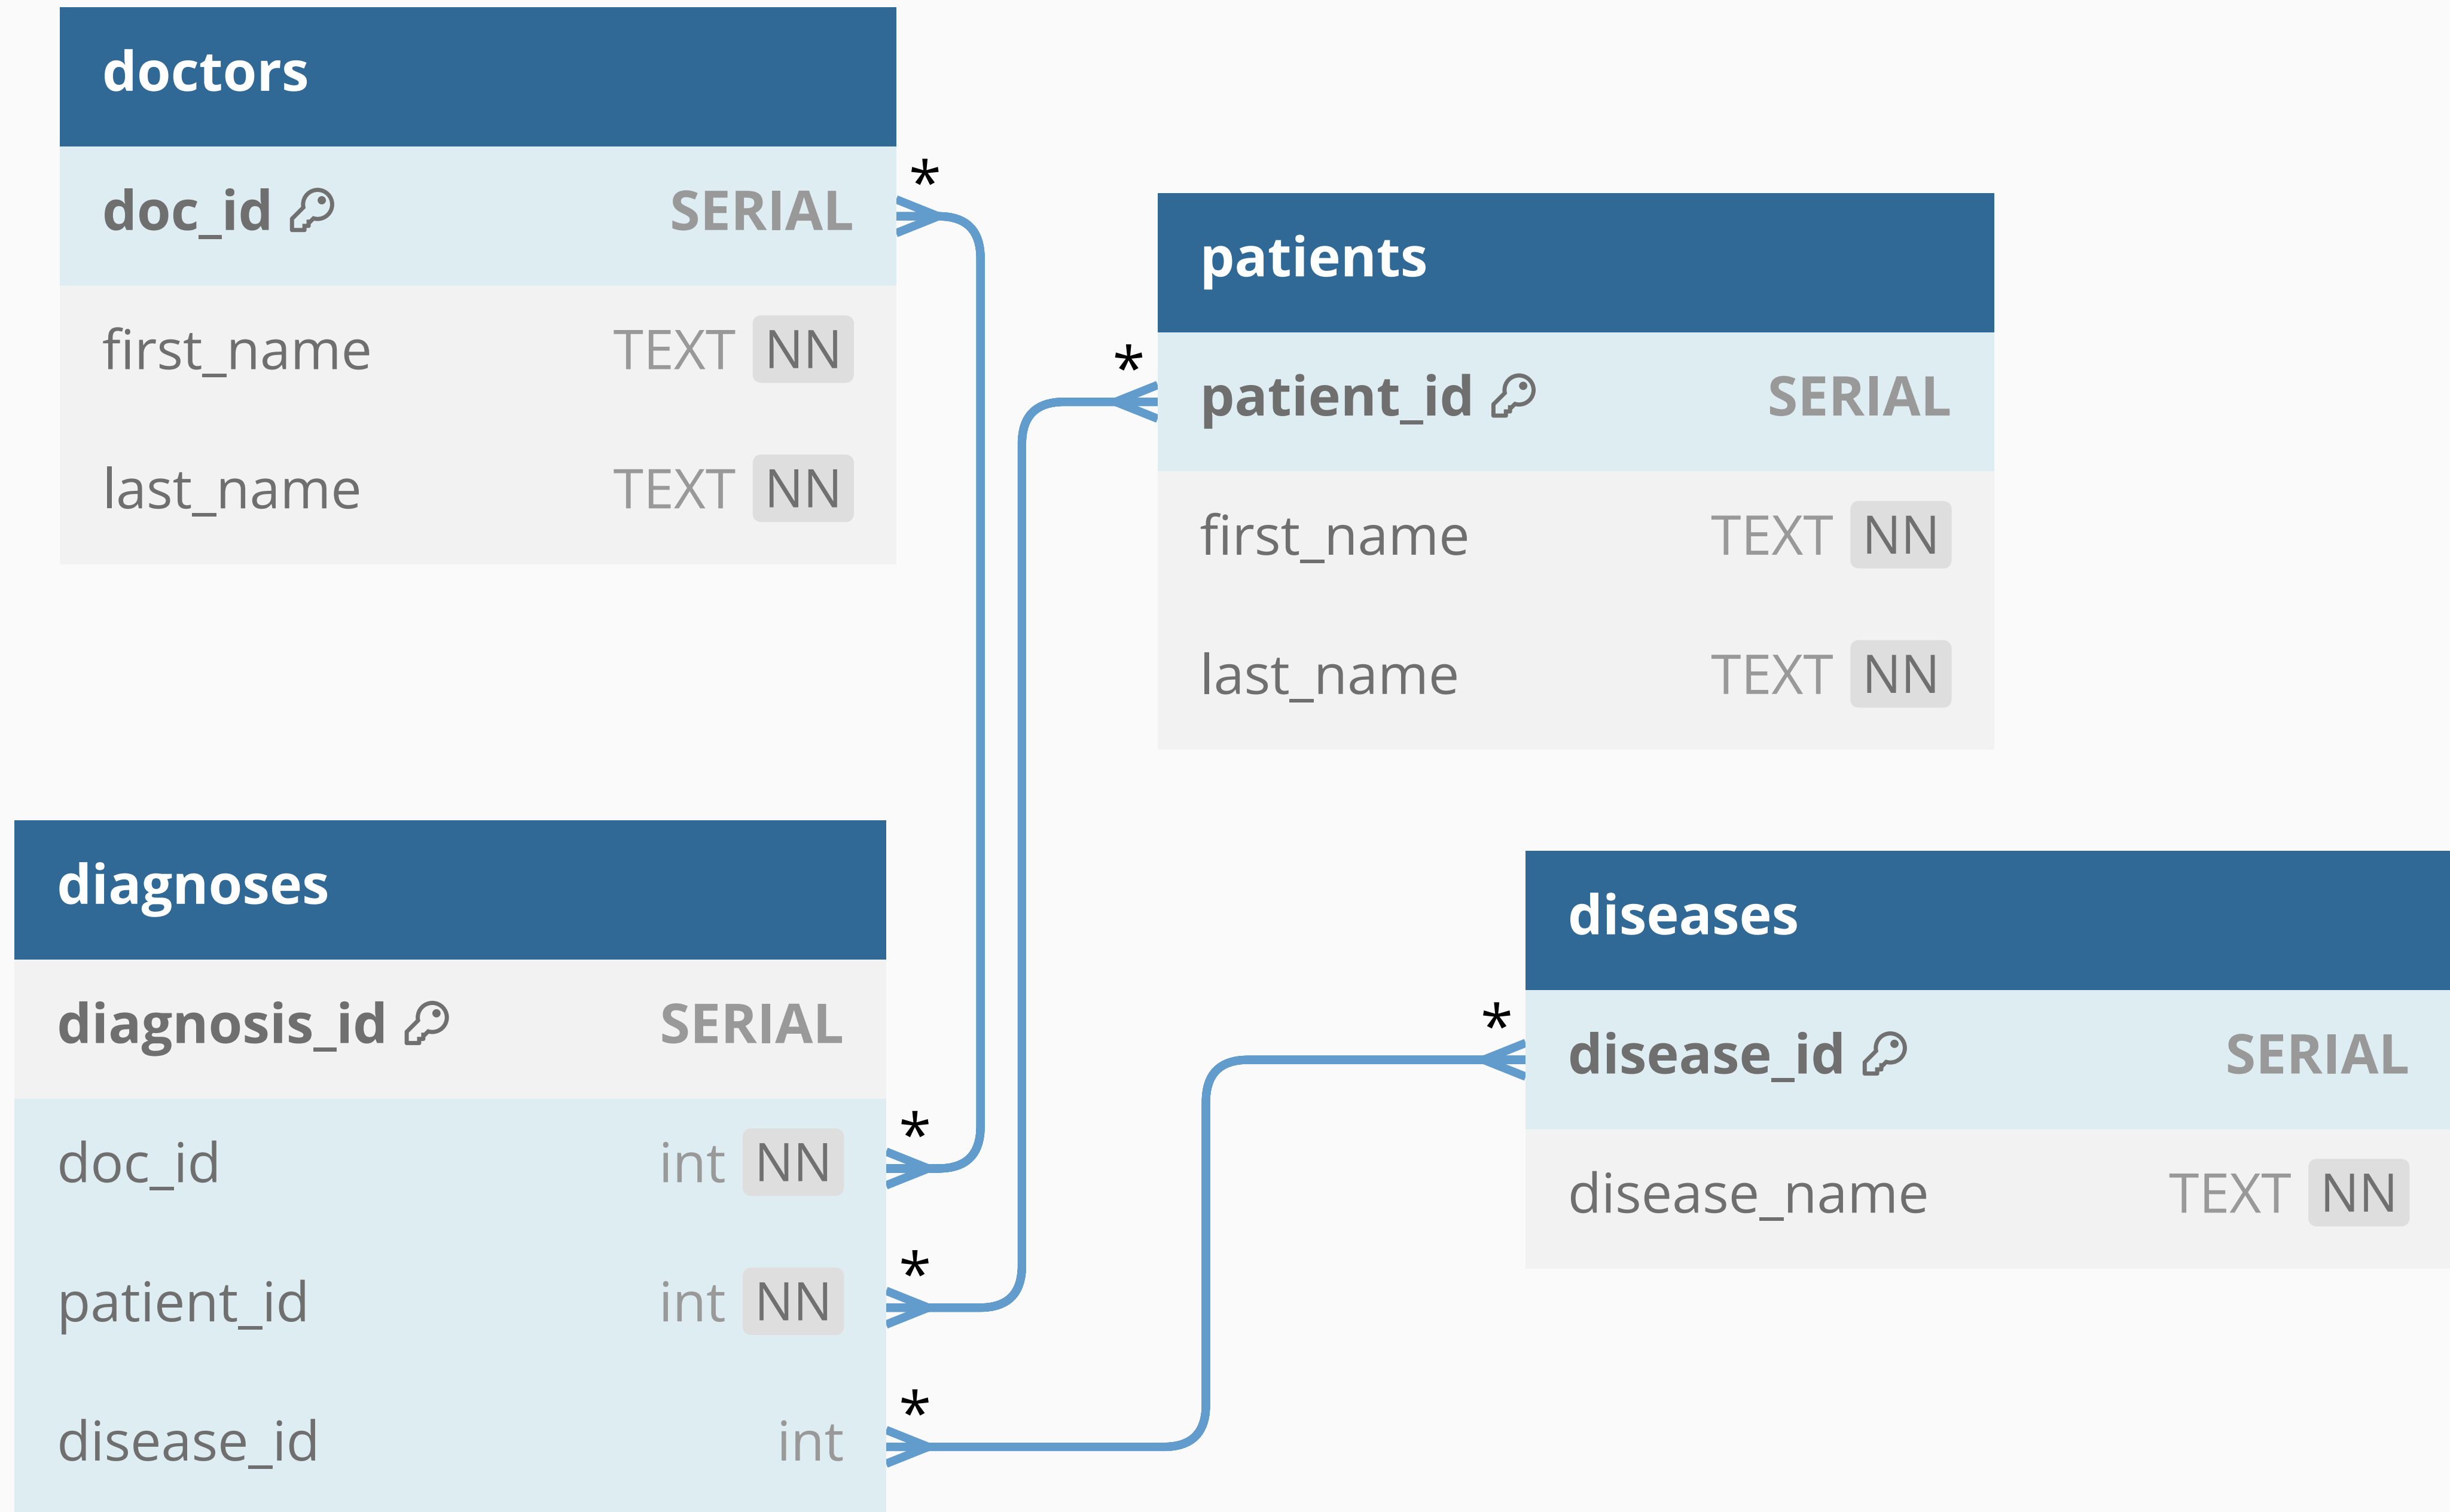 doctors
doc_id SERIAL
first_name TEXT NN
last_name TEXT NN
*
patients
patient_id SERIAL
first_name TEXT NN
last_name TEXT NN
*
diagnoses
diagnosis_id SERIAL
doc_id int NN
*
patient_id int NN
*
disease_id int
*
diseases
disease_id SERIAL
disease_name TEXT NN
*